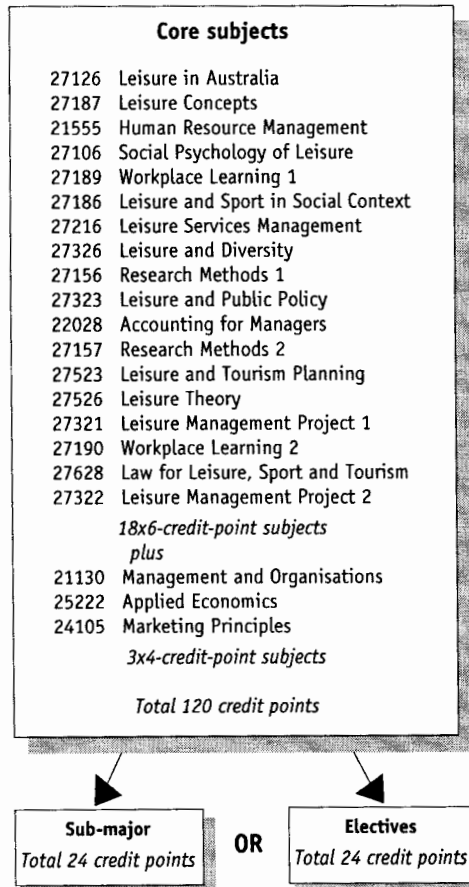 Core subjects
27126 Leisure in Australia
27187 Leisure Concepts
21555 Human Resource Management
27106 Social Psychology of Leisure
27189 Workplace Learning 1
27186 Leisure and Sport in Social Context
27216 Leisure Services Management
27326 Leisure and Diversity
27156 Research Methods 1
27323 Leisure and Public Policy
22028 Accounting for Managers
27157 Research Methods 2
27523 Leisure and Tourism Planning
27526 Leisure Theory
27321 Leisure Management Project 1
27190 Workplace Learning 2
27628 Law for Leisure, Sport and Tourism
27322 Leisure Management Project 2
18x6-credit-point subjects
plus
21130 Management and Organisations
25222 Applied Economics
24105 Marketing Principles
3x4-credit-point subjects
Total 120 credit points
Sub-major
Total 24 credit points
OR
Electives
Total 24 credit points